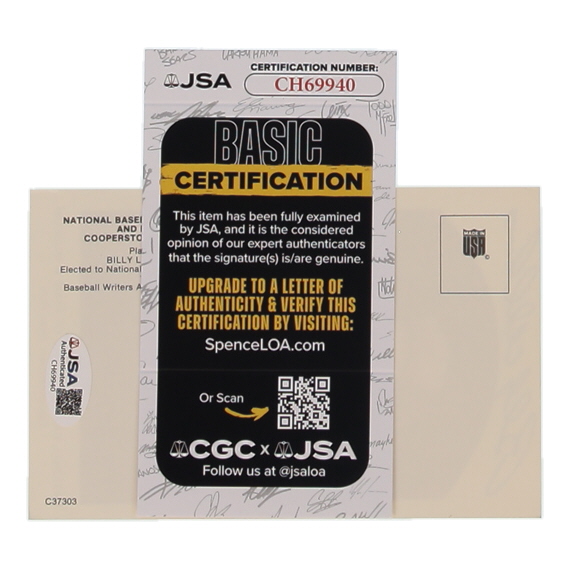 JSA
CERTIFICATION NUMBER:
CH69940
BASIC
CERTIFICATION
This item has been fully examined
by JSA, and it is the considered
opinion of our expert authenticators
that the signature(s) is/are genuine.
UPGRADE TO A LETTER OF
AUTHENTICITY & VERIFY THIS
CERTIFICATION BY VISITING:
SpenceLOA.com
Or Scan
CGC x JSA
Follow us at @jsaloa
NATIONAL BASE
AND
COOPERSTO
BILLY L
Elected to National
Baseball Writers A
JSA
Authenticated
CH69940
C37303
MADE IN
USA